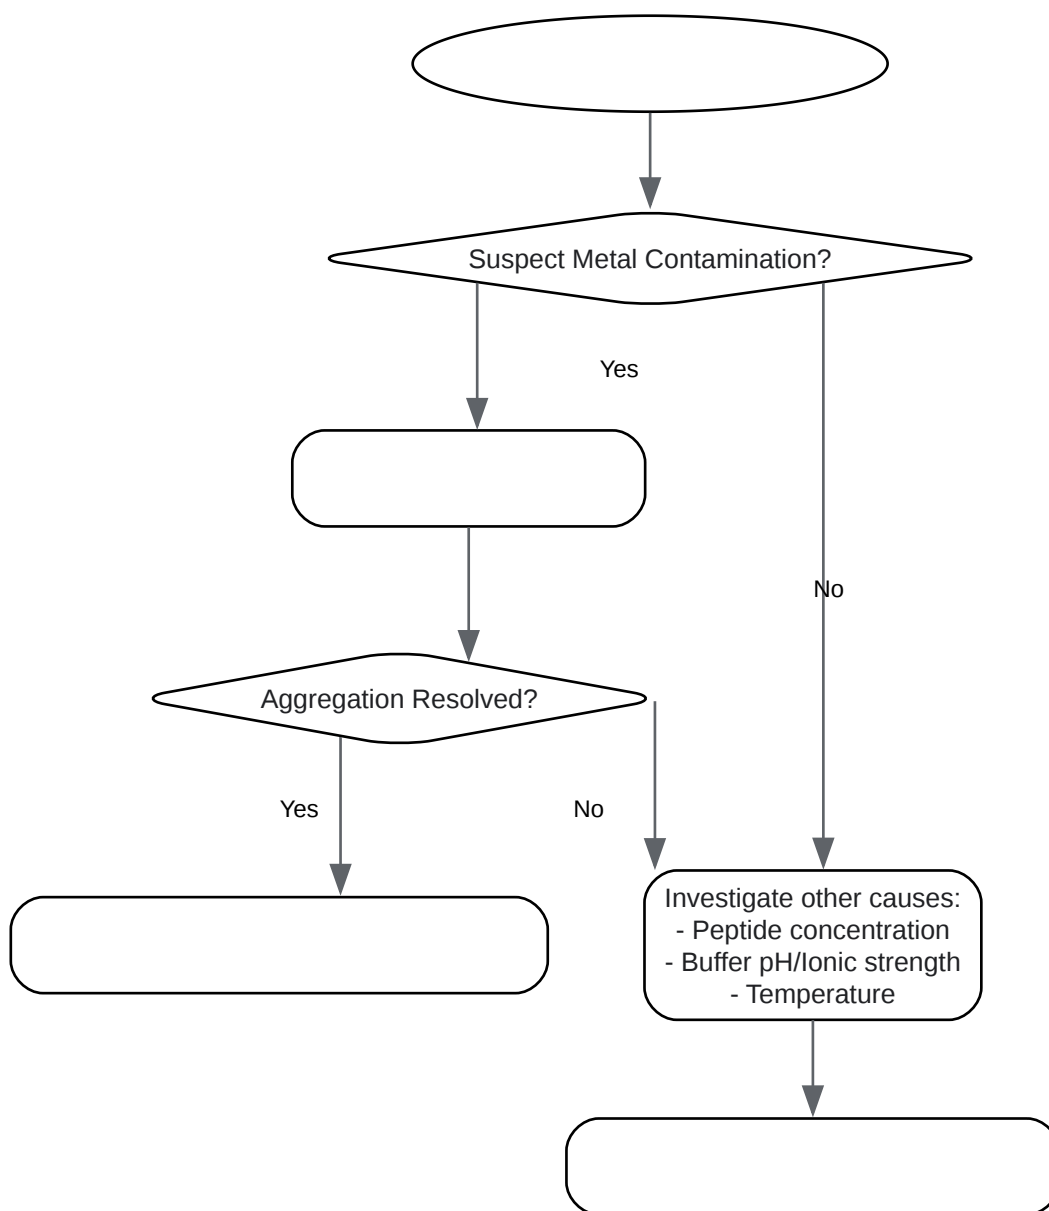 Suspect Metal Contamination?
Yes
No
Aggregation Resolved?
Yes
No
Investigate other causes:
- Peptide concentration
- Buffer pH/Ionic strength
- Temperature